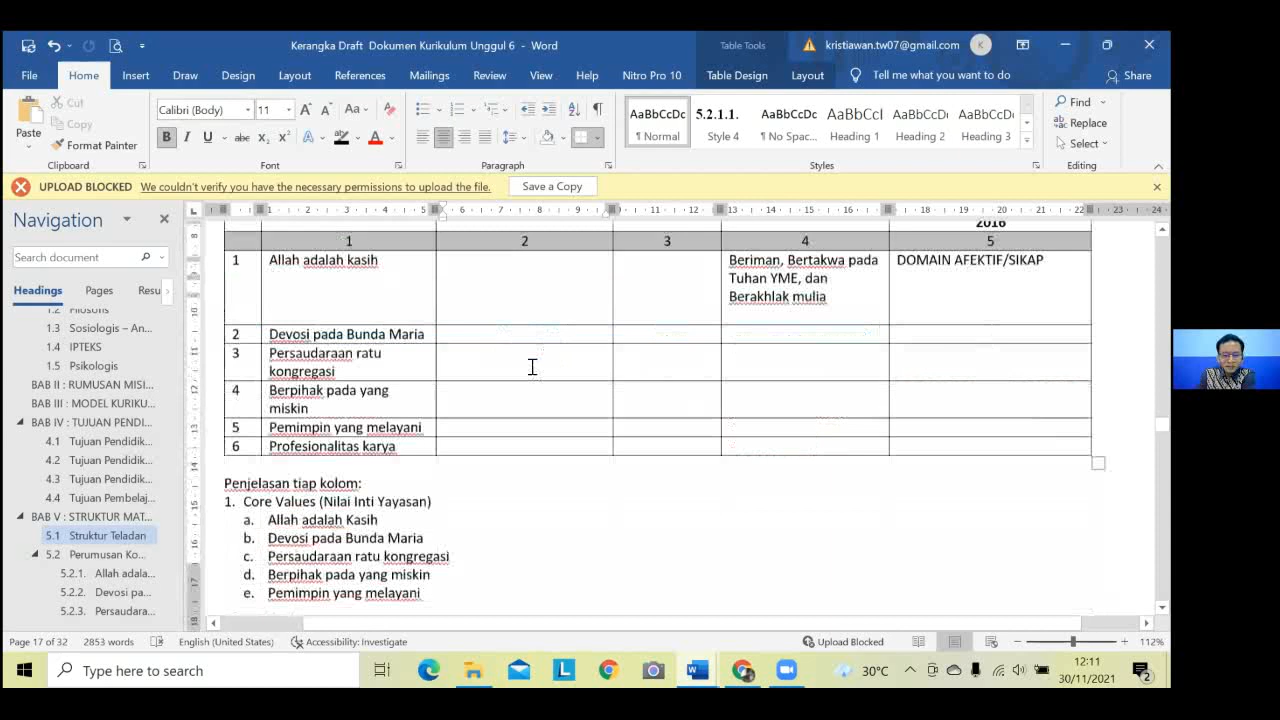 Kerangka Draft Dokumen Kurikulum Unggul 6 - Word
Table Tools
kristiawan.tw07@gmail.com
K
File
Home
Insert
Draw
Design
Layout
References
Mailings
Review
View
Help
Nitro Pro 10
Table Design
Layout
Tell me what you want to do
Share
Paste
Cut
Copy
Format Painter
Clipboard
Calibri (Body)
11
Font
Paragraph
AaBbCcDc
¶ Normal
5.2.1.1.
Style 4
AaBbCcDc
¶ No Spac...
AaBbCcI
Heading 1
AaBbCcDc
Heading 2
AaBbCcDc
Heading 3
Styles
Find
Replace
Select
Editing
UPLOAD BLOCKED We couldn't verify you have the necessary permissions to upload the file.
Save a Copy
Navigation
Search document
Headings
Pages
Resu
1.2 Filosofis
1.3 Sosiologis – An...
1.4 IPTEKS
1.5 Psikologis
BAB II : RUMUSAN MISI...
BAB III : MODEL KURIKU...
BAB IV : TUJUAN PENDI...
4.1 Tujuan Pendidik...
4.2 Tujuan Pendidik...
4.3 Tujuan Pendidik...
4.4 Tujuan Pembelaj...
BAB V : STRUKTUR MAT...
5.1 Struktur Teladan
5.2 Perumusan Ko...
5.2.1. Allah adala...
5.2.2. Devosi pa...
5.2.3. Persaudara...
2016
1 2 3 4 5
1 Allah adalah kasih
Beriman, Bertakwa pada
Tuhan YME, dan
Berakhlak mulia
DOMAIN AFEKTIF/SIKAP
2 Devosi pada Bunda Maria
3 Persaudaraan ratu
kongregasi
4 Berpihak pada yang
miskin
5 Pemimpin yang melayani
6 Profesionalitas karya
Penjelasan tiap kolom:
1. Core Values (Nilai Inti Yayasan)
a. Allah adalah Kasih
b. Devosi pada Bunda Maria
c. Persaudaraan ratu kongregasi
d. Berpihak pada yang miskin
e. Pemimpin yang melayani
Page 17 of 32
2853 words
English (United States)
Accessibility: Investigate
Upload Blocked
112%
Type here to search
30°C
12:11
30/11/2021
2